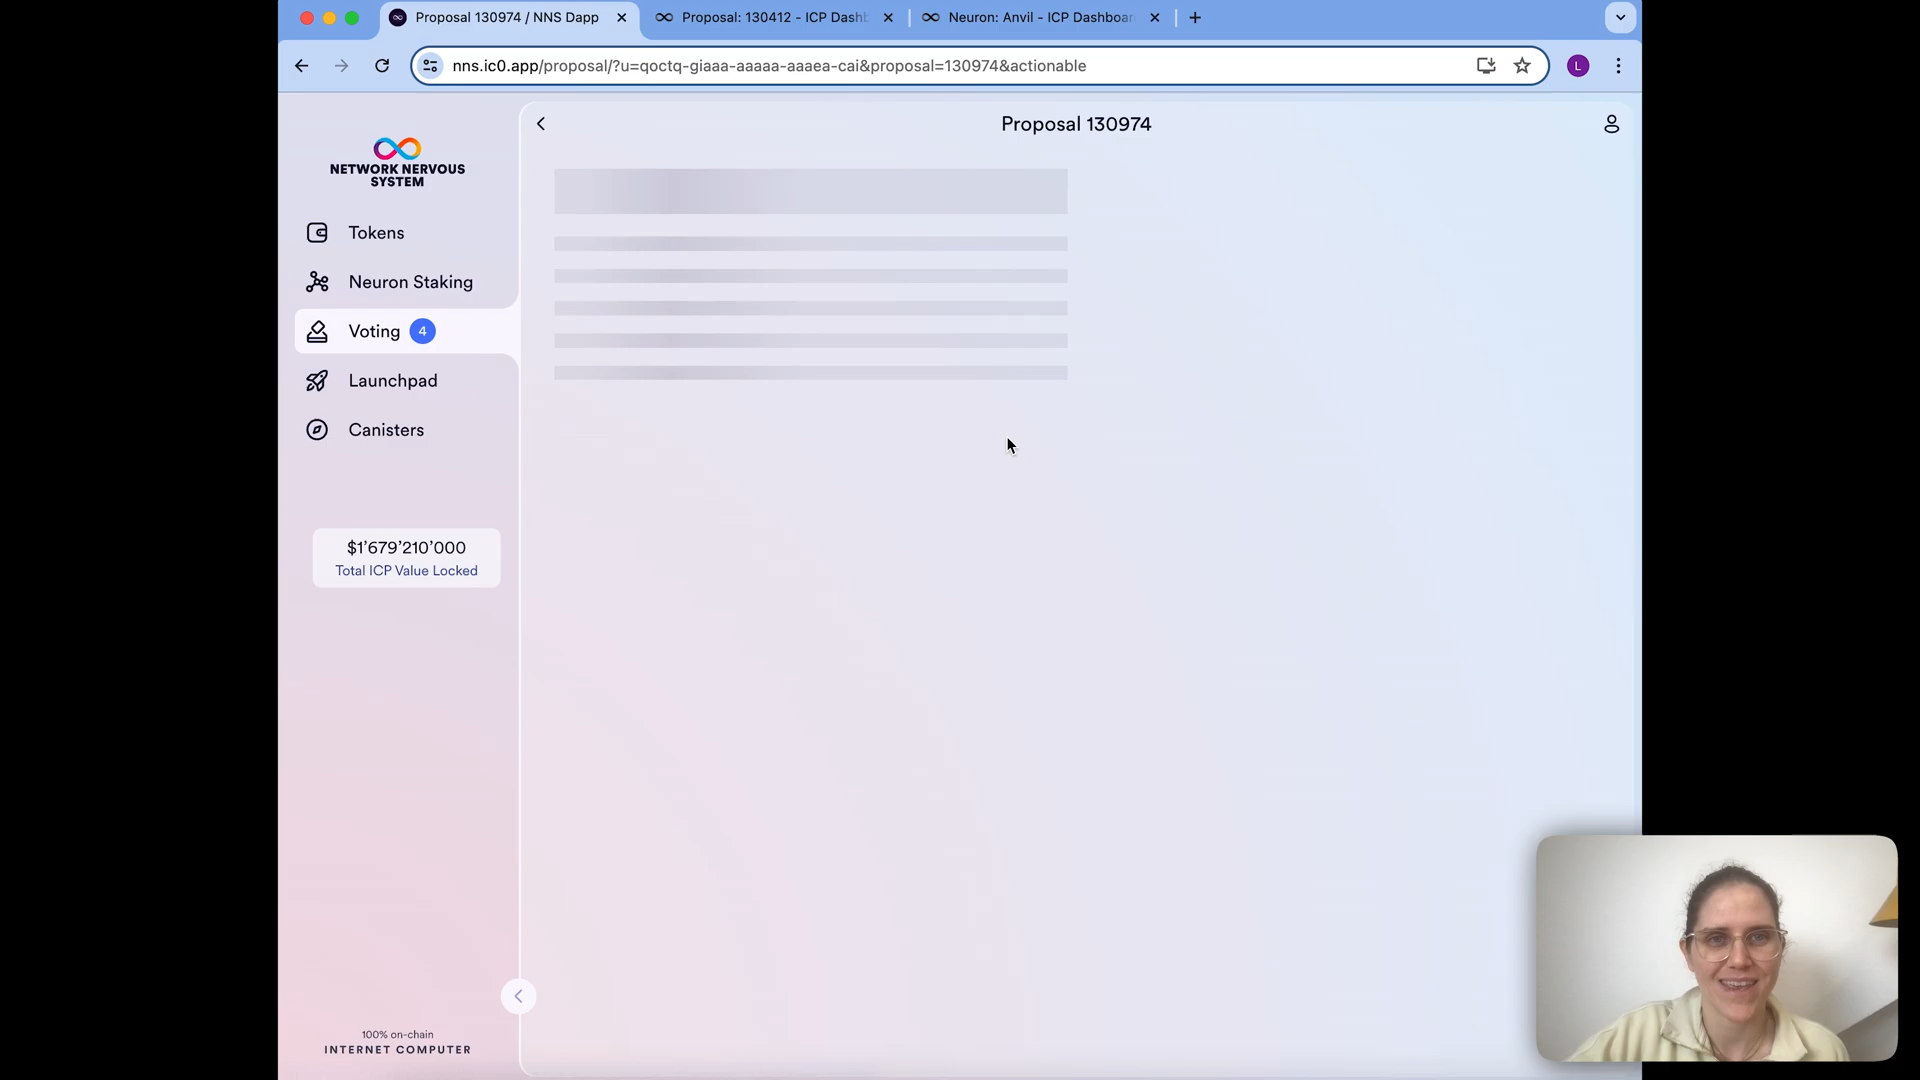 Proposal 130974 / NNS Dapp
Proposal: 130412 - ICP Dashb
Neuron: Anvil - ICP Dashboar
nns.ic0.app/proposal/?u=qoctq-giaaa-aaaaa-aaaea-cai&proposal=130974&actionable
L
Proposal 130974
NETWORK NERVOUS
SYSTEM
Tokens
Neuron Staking
Voting 4
Launchpad
Canisters
$1'679'210'000
Total ICP Value Locked
100% on-chain
INTERNET COMPUTER